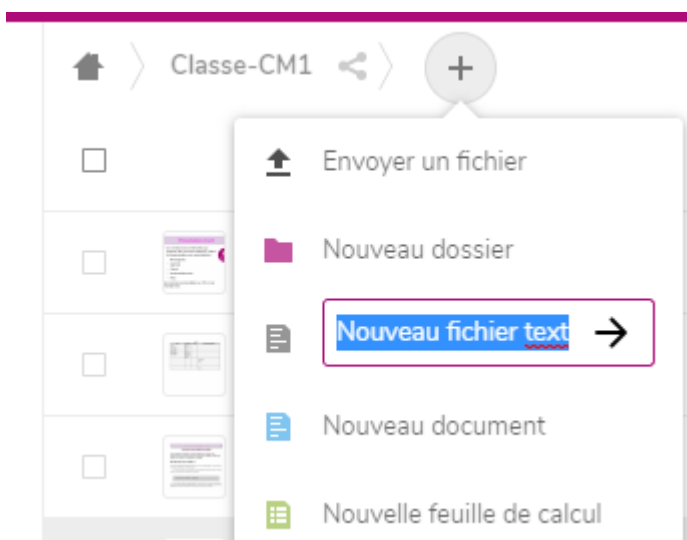 Classe-CM1
Envoyer un fichier
Nouveau dossier
Nouveau fichier text
Nouveau document
Nouvelle feuille de calcul